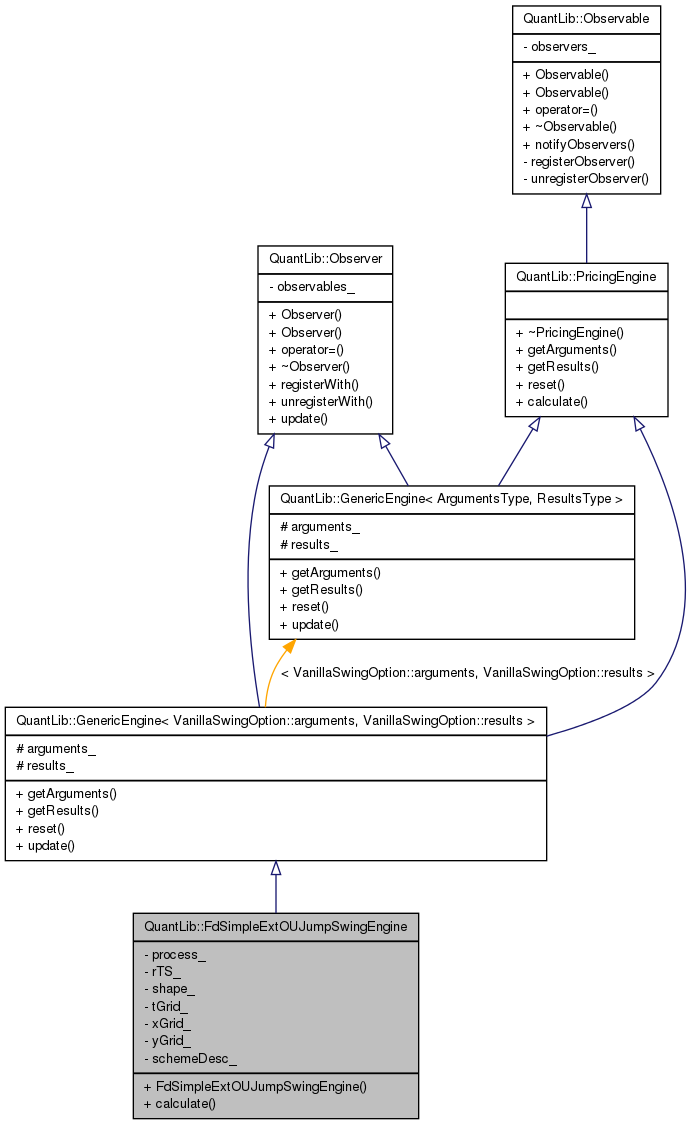 QuantLib::Observable
- observers_
+ Observable()
+ Observable()
+ operator=()
+ ~Observable()
+ notifyObservers()
- registerObserver()
- unregisterObserver()
QuantLib::Observer
- observables_
+ Observer()
+ Observer()
+ operator=()
+ ~Observer()
+ registerWith()
+ unregisterWith()
+ update()
QuantLib::PricingEngine
+ ~PricingEngine()
+ getArguments()
+ getResults()
+ reset()
+ calculate()
QuantLib::GenericEngine< ArgumentsType, ResultsType >
# arguments_
# results_
+ getArguments()
+ getResults()
+ reset()
+ update()
< VanillaSwingOption::arguments, VanillaSwingOption::results >
QuantLib::GenericEngine< VanillaSwingOption::arguments, VanillaSwingOption::results >
# arguments_
# results_
+ getArguments()
+ getResults()
+ reset()
+ update()
QuantLib::FdSimpleExtOUJumpSwingEngine
- process_
- rTS_
- shape_
- tGrid_
- xGrid_
- yGrid_
- schemeDesc_
+ FdSimpleExtOUJumpSwingEngine()
+ calculate()